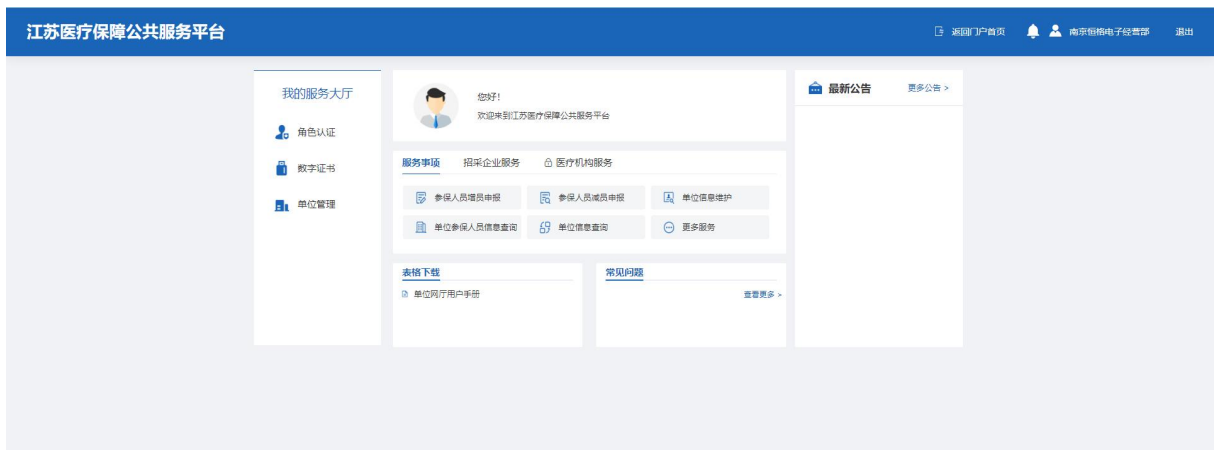 江苏医疗保障公共服务平台
返回门户首页
南京恒格电子经营部
退出
我的服务大厅
角色认证
数字证书
单位管理
您好!
欢迎来到江苏医疗保障公共服务平台
服务事项 招采企业服务 医疗机构服务
参保人员增员申报 参保人员减员申报 单位信息维护
单位参保人员信息查询 单位信息查询 更多服务
表格下载
单位网厅用户手册
常见问题
查看更多 >
最新公告 更多公告 >